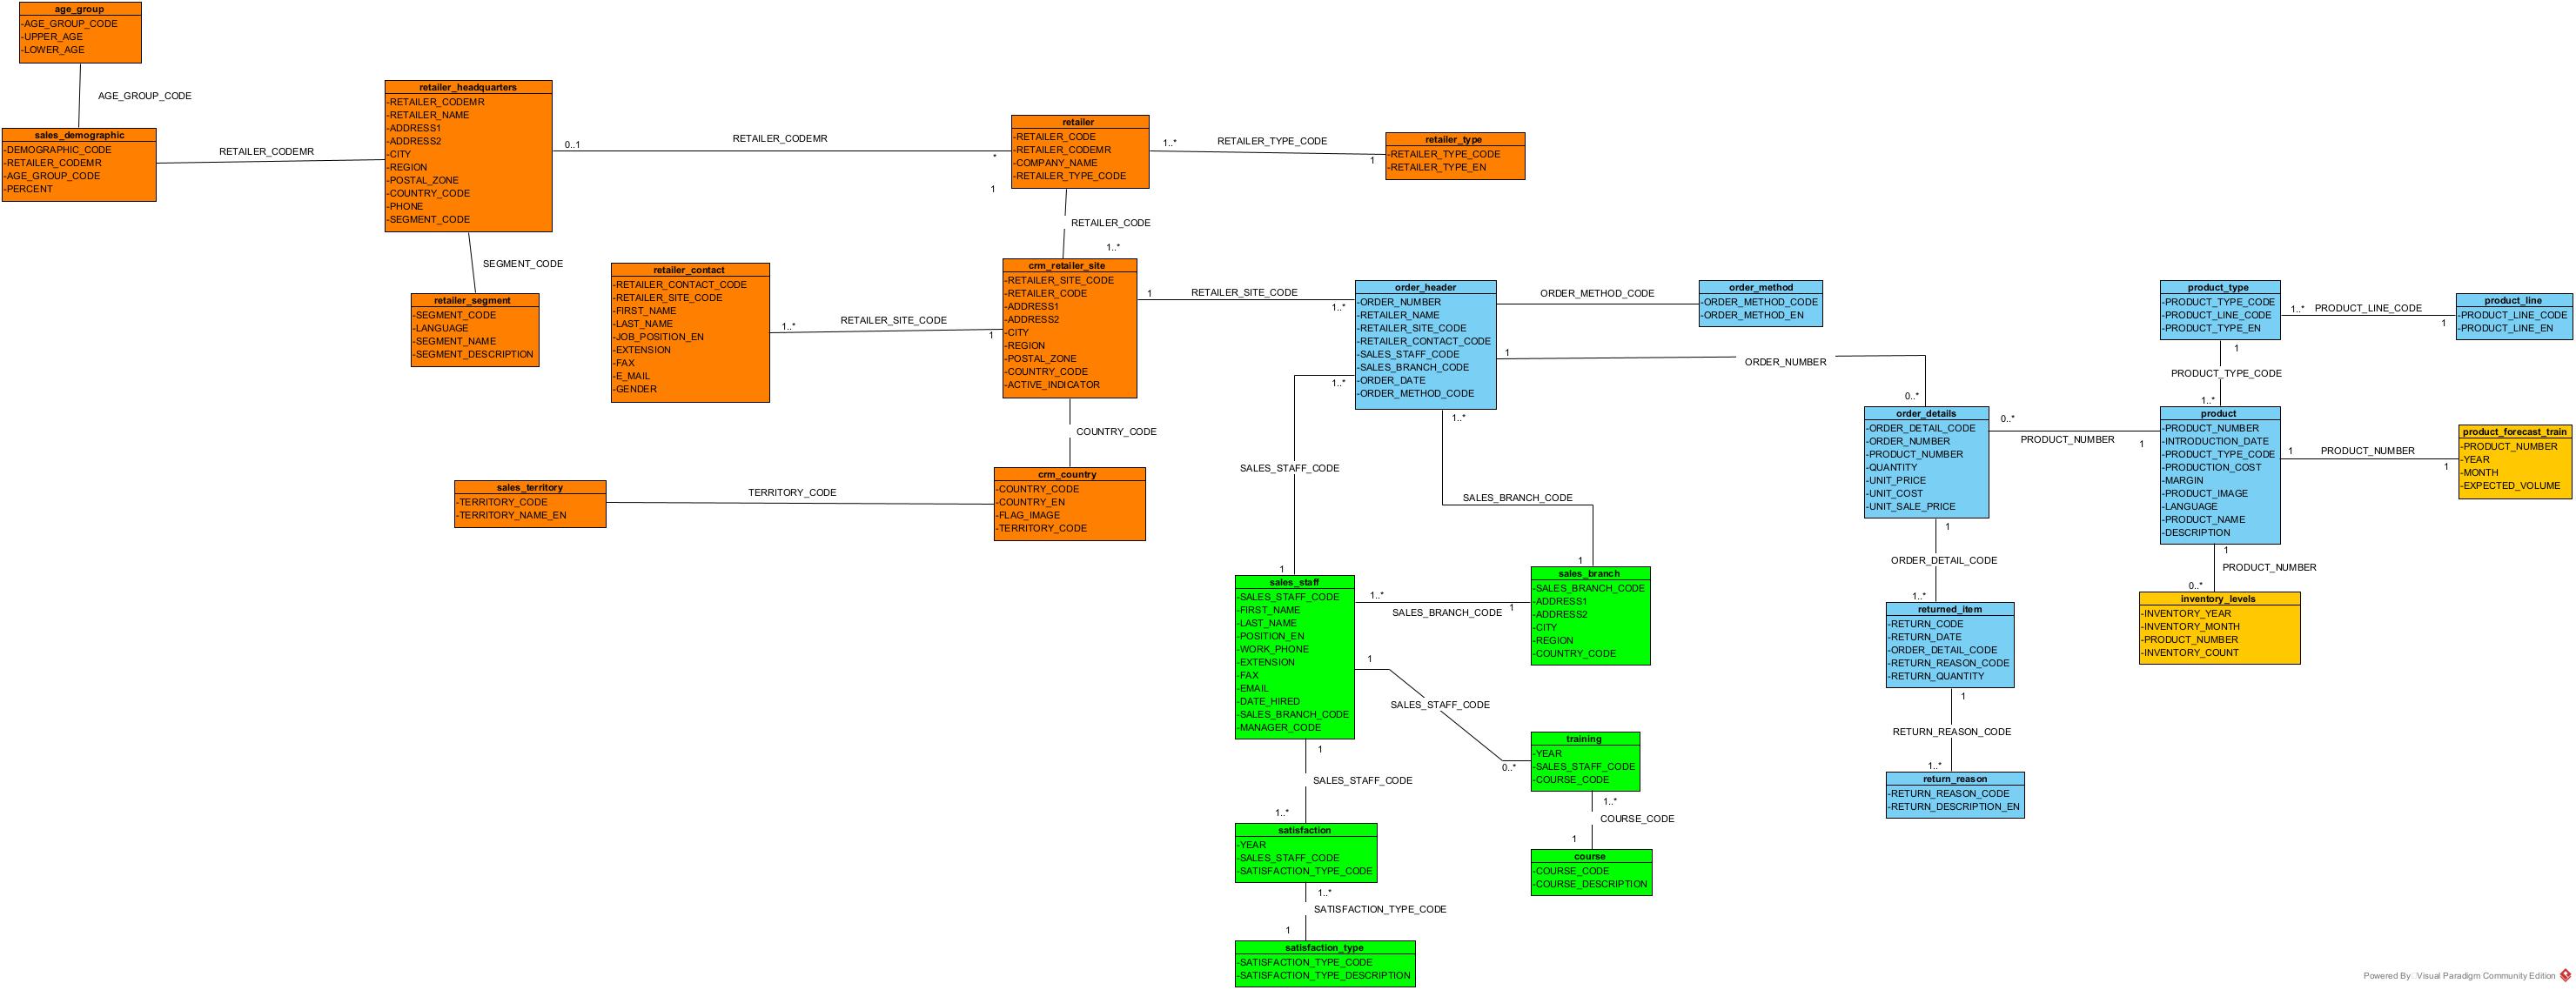 age_group
-AGE_GROUP_CODE
-UPPER_AGE
-LOWER_AGE
AGE_GROUP_CODE
sales_demographic
-DEMOGRAPHIC_CODE
-RETAILER_CODEMR
-AGE_GROUP_CODE
-PERCENT
RETAILER_CODEMR
retailer_headquarters
-RETAILER_CODEMR
-RETAILER_NAME
-ADDRESS1
-ADDRESS2
-CITY
-REGION
-POSTAL_ZONE
-COUNTRY_CODE
-PHONE
-SEGMENT_CODE
0..1
RETAILER_CODEMR
*
retailer
-RETAILER_CODE
-RETAILER_CODEMR
-COMPANY_NAME
-RETAILER_TYPE_CODE
1..*
RETAILER_TYPE_CODE
1
retailer_type
-RETAILER_TYPE_CODE
-RETAILER_TYPE_EN
1
RETAILER_CODE
1..*
SEGMENT_CODE
retailer_segment
-SEGMENT_CODE
-LANGUAGE
-SEGMENT_NAME
-SEGMENT_DESCRIPTION
retailer_contact
-RETAILER_CONTACT_CODE
-RETAILER_SITE_CODE
-FIRST_NAME
-LAST_NAME
-JOB_POSITION_EN
-EXTENSION
-FAX
-E_MAIL
-GENDER
1..*
RETAILER_SITE_CODE
1
crm_retailer_site
-RETAILER_SITE_CODE
-RETAILER_CODE
-ADDRESS1
-ADDRESS2
-CITY
-REGION
-POSTAL_ZONE
-COUNTRY_CODE
-ACTIVE_INDICATOR
1
RETAILER_SITE_CODE
1..*
order_header
-ORDER_NUMBER
-RETAILER_NAME
-RETAILER_SITE_CODE
-RETAILER_CONTACT_CODE
-SALES_STAFF_CODE
-SALES_BRANCH_CODE
-ORDER_DATE
-ORDER_METHOD_CODE
ORDER_METHOD_CODE
order_method
-ORDER_METHOD_CODE
-ORDER_METHOD_EN
1
ORDER_NUMBER
0..*
product_type
-PRODUCT_TYPE_CODE
-PRODUCT_LINE_CODE
-PRODUCT_TYPE_EN
1..*
PRODUCT_LINE_CODE
1
product_line
-PRODUCT_LINE_CODE
-PRODUCT_LINE_EN
1
PRODUCT_TYPE_CODE
1..*
COUNTRY_CODE
crm_country
-COUNTRY_CODE
-COUNTRY_EN
-FLAG_IMAGE
-TERRITORY_CODE
TERRITORY_CODE
sales_territory
-TERRITORY_CODE
-TERRITORY_NAME_EN
1..*
SALES_STAFF_CODE
1
1..*
SALES_BRANCH_CODE
1
order_details
-ORDER_DETAIL_CODE
-ORDER_NUMBER
-PRODUCT_NUMBER
-QUANTITY
-UNIT_PRICE
-UNIT_COST
-UNIT_SALE_PRICE
0..*
PRODUCT_NUMBER
1
product
-PRODUCT_NUMBER
-INTRODUCTION_DATE
-PRODUCT_TYPE_CODE
-PRODUCTION_COST
-MARGIN
-PRODUCT_IMAGE
-LANGUAGE
-PRODUCT_NAME
-DESCRIPTION
1
PRODUCT_NUMBER
1
product_forecast_train
-PRODUCT_NUMBER
-YEAR
-MONTH
-EXPECTED_VOLUME
1
PRODUCT_NUMBER
0..*
inventory_levels
-INVENTORY_YEAR
-INVENTORY_MONTH
-PRODUCT_NUMBER
-INVENTORY_COUNT
1
ORDER_DETAIL_CODE
1..*
returned_item
-RETURN_CODE
-RETURN_DATE
-ORDER_DETAIL_CODE
-RETURN_REASON_CODE
-RETURN_QUANTITY
1
RETURN_REASON_CODE
1..*
return_reason
-RETURN_REASON_CODE
-RETURN_DESCRIPTION_EN
sales_staff
-SALES_STAFF_CODE
-FIRST_NAME
-LAST_NAME
-POSITION_EN
-WORK_PHONE
-EXTENSION
-FAX
-EMAIL
-DATE_HIRED
-SALES_BRANCH_CODE
-MANAGER_CODE
1..*
SALES_BRANCH_CODE
1
sales_branch
-SALES_BRANCH_CODE
-ADDRESS1
-ADDRESS2
-CITY
-REGION
-COUNTRY_CODE
1
SALES_STAFF_CODE
0..*
training
-YEAR
-SALES_STAFF_CODE
-COURSE_CODE
1..*
COURSE_CODE
1
course
-COURSE_CODE
-COURSE_DESCRIPTION
1
SALES_STAFF_CODE
1..*
satisfaction
-YEAR
-SALES_STAFF_CODE
-SATISFACTION_TYPE_CODE
1..*
SATISFACTION_TYPE_CODE
1
satisfaction_type
-SATISFACTION_TYPE_CODE
-SATISFACTION_TYPE_DESCRIPTION
Powered By Visual Paradigm Community Edition